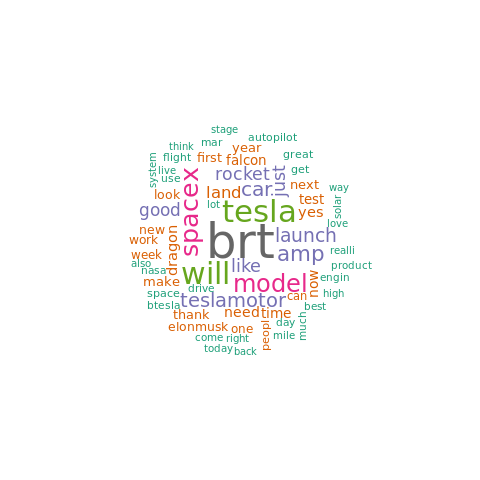 stage
autopilot
think
mar
year
great
system
flight
first
falcon
live
use
rocket
just
get
look
land
car
next
way
spacex
lot
test
solar
good
tesla
yes
love
new
brt
launch
work
dragon
realli
week
like
amp
also
nasa
will
model
now
product
make
drive
engin
space
teslamotor
can
high
btesla
best
thank
need
time
elonmusk
one
people
day
much
come
right
mile
today
back